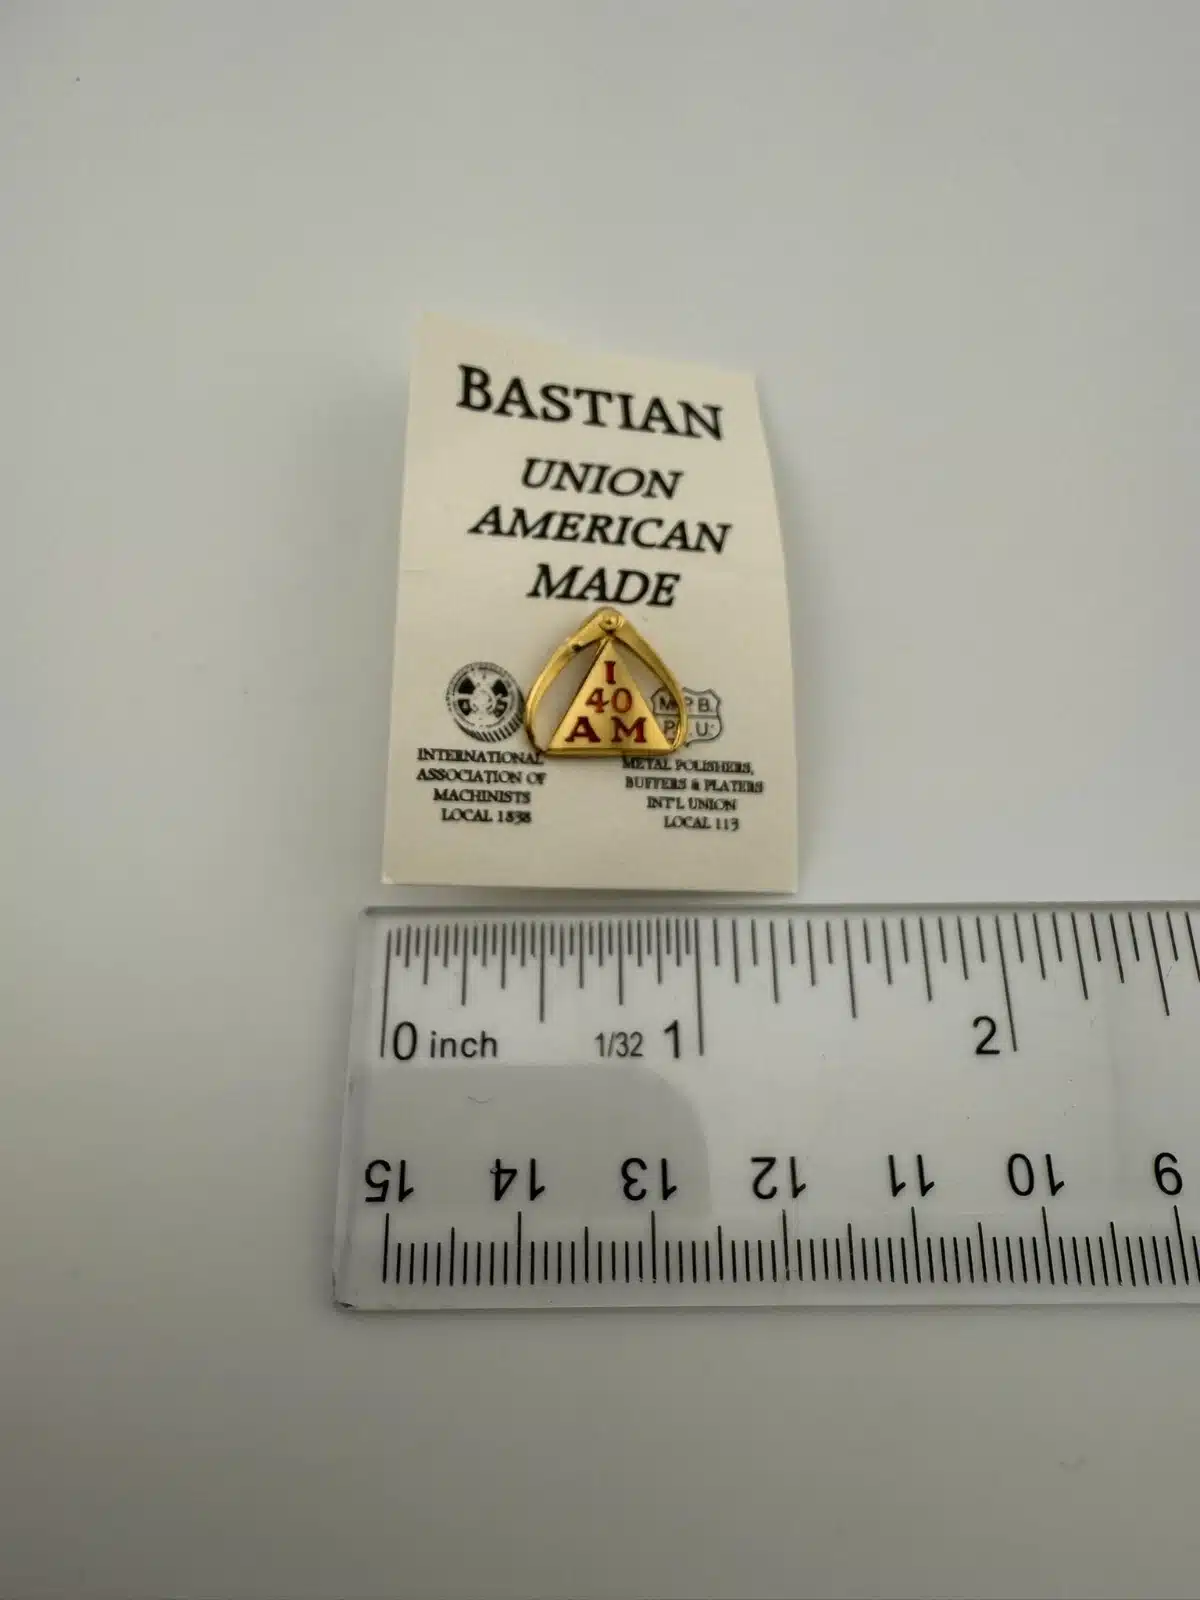 BASTIAN
UNION
AMERICAN
MADE
I
40
A M
M. P. B.
P. U.
INTERNATIONAL
ASSOCIATION OF
MACHINISTS
LOCAL 1838
METAL POLISHERS,
BUFFERS & PLATERS
INT'L UNION
LOCAL 113
0 inch 1/32 1 2
15 14 13 12 11 10 9